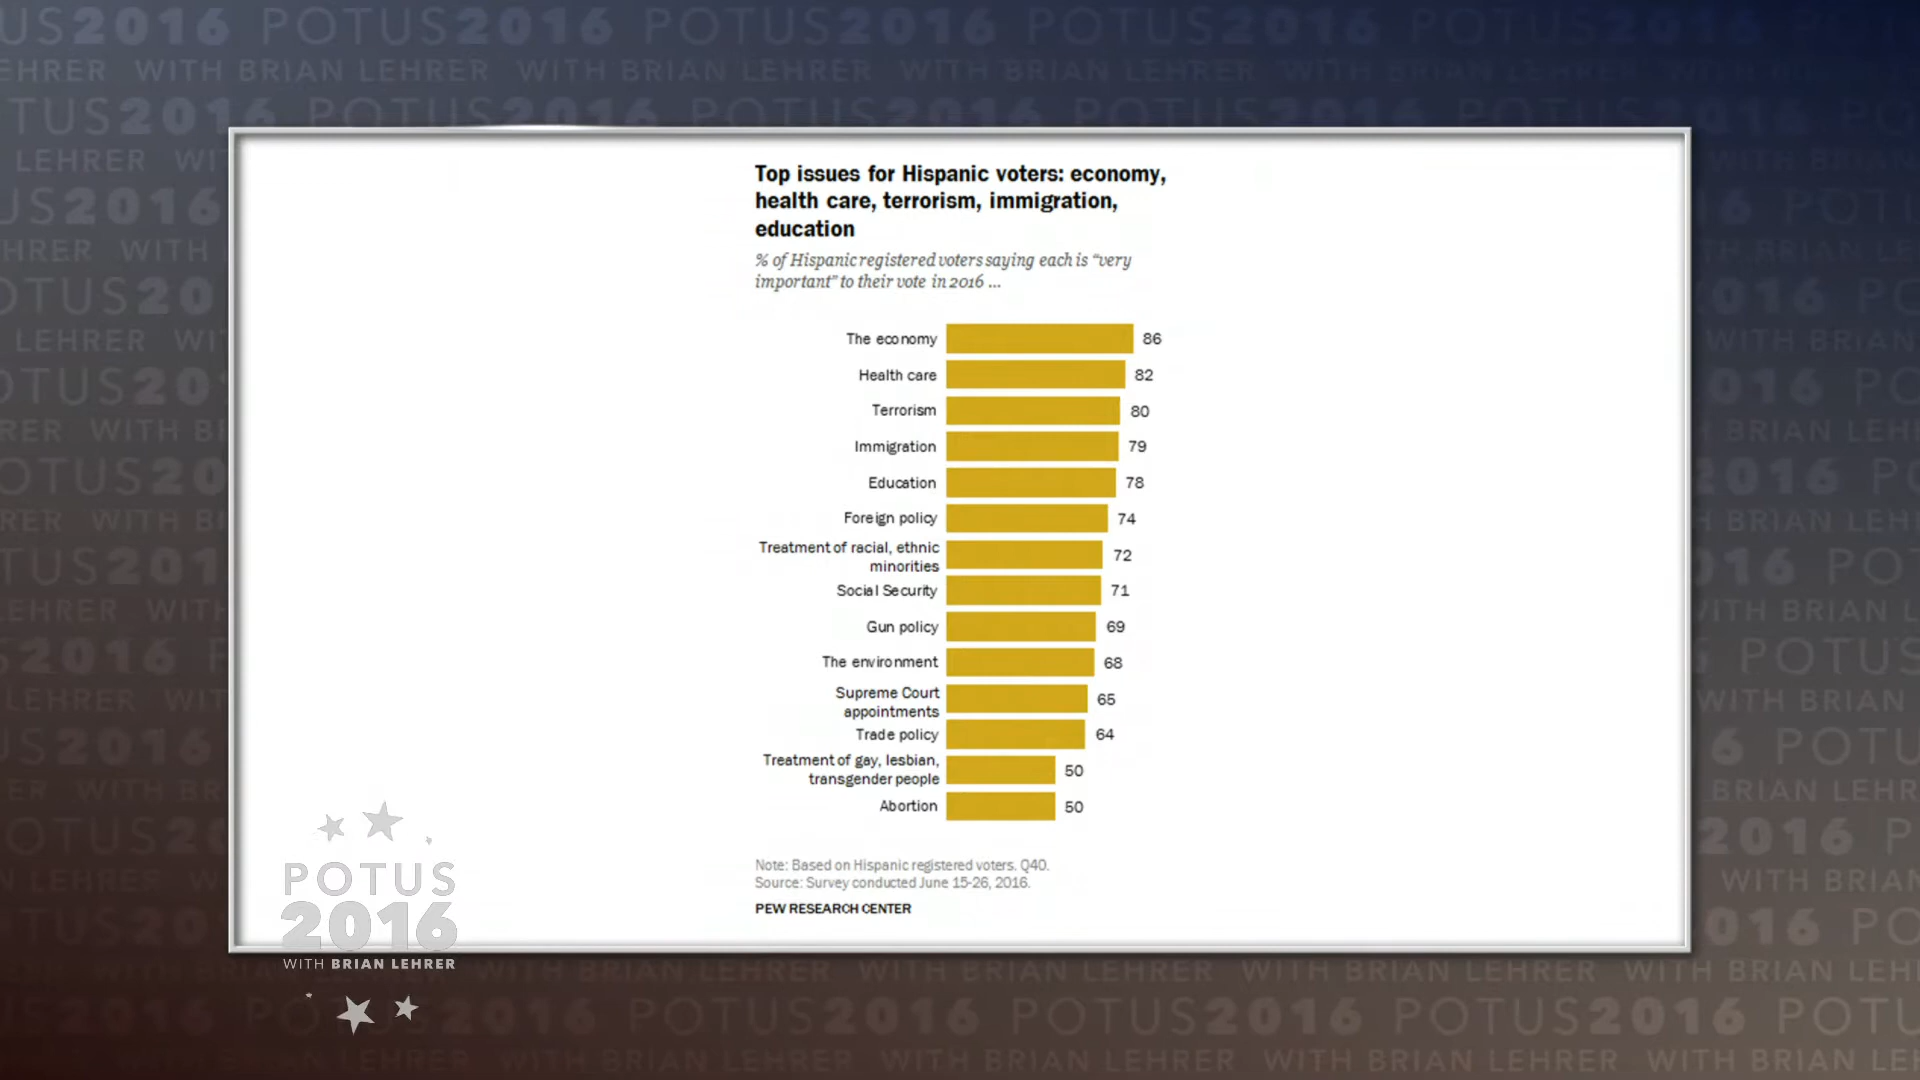 Top issues for Hispanic voters: economy,
health care, terrorism, immigration,
education
% of Hispanic registered voters saying each is “very
important” to their vote in 2016 ...
The economy 86
Health care 82
Terrorism 80
Immigration 79
Education 78
Foreign policy 74
Treatment of racial, ethnic
minorities 72
Social Security 71
Gun policy 69
The environment 68
Supreme Court
appointments 65
Trade policy 64
Treatment of gay, lesbian,
transgender people 50
Abortion 50
Note: Based on Hispanic registered voters. Q40.
Source: Survey conducted June 15-26, 2016.
PEW RESEARCH CENTER
POTUS
2016
WITH BRIAN LEHRER